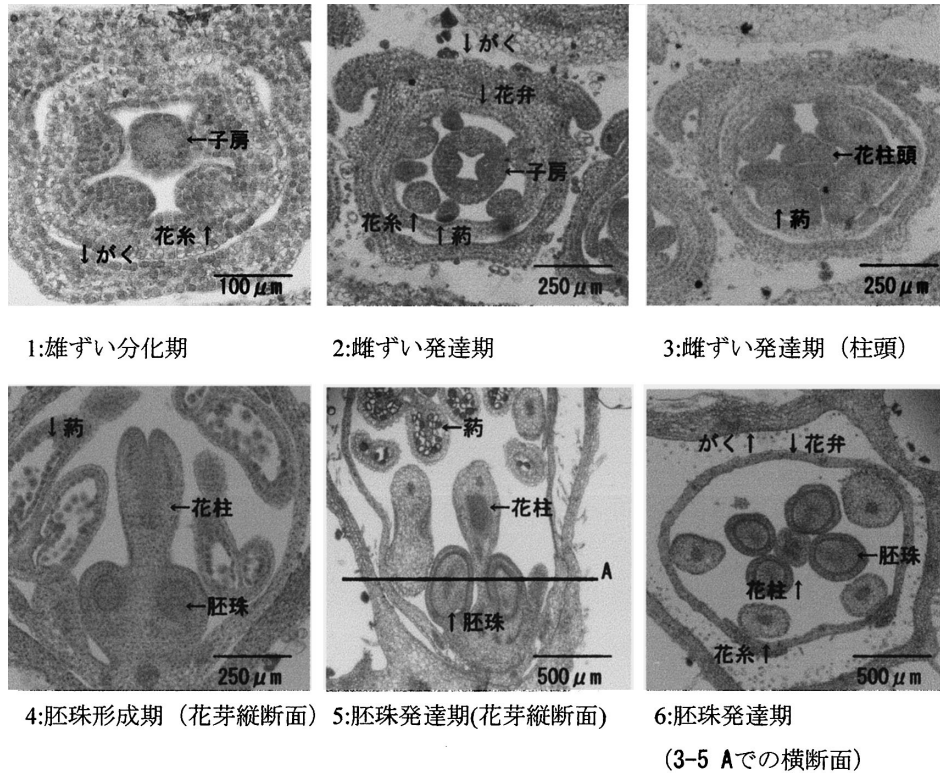 ↓がく
←子房
花糸↑
↓がく
100μm
↓花弁
←子房
花糸↑
↑葯
250μm
←花柱頭
↑葯
250μm
1:雄ずい分化期
2:雌ずい発達期
3:雌ずい発達期（柱頭）
↓葯
←花柱
←胚珠
250μm
↑葯
←花柱
A
↑胚珠
500μm
がく↑
↓花弁
←胚珠
花柱↑
花糸↑
500μm
4:胚珠形成期（花芽縦断面）
5:胚珠発達期(花芽縦断面)
6:胚珠発達期
（3-5 Aでの横断面）